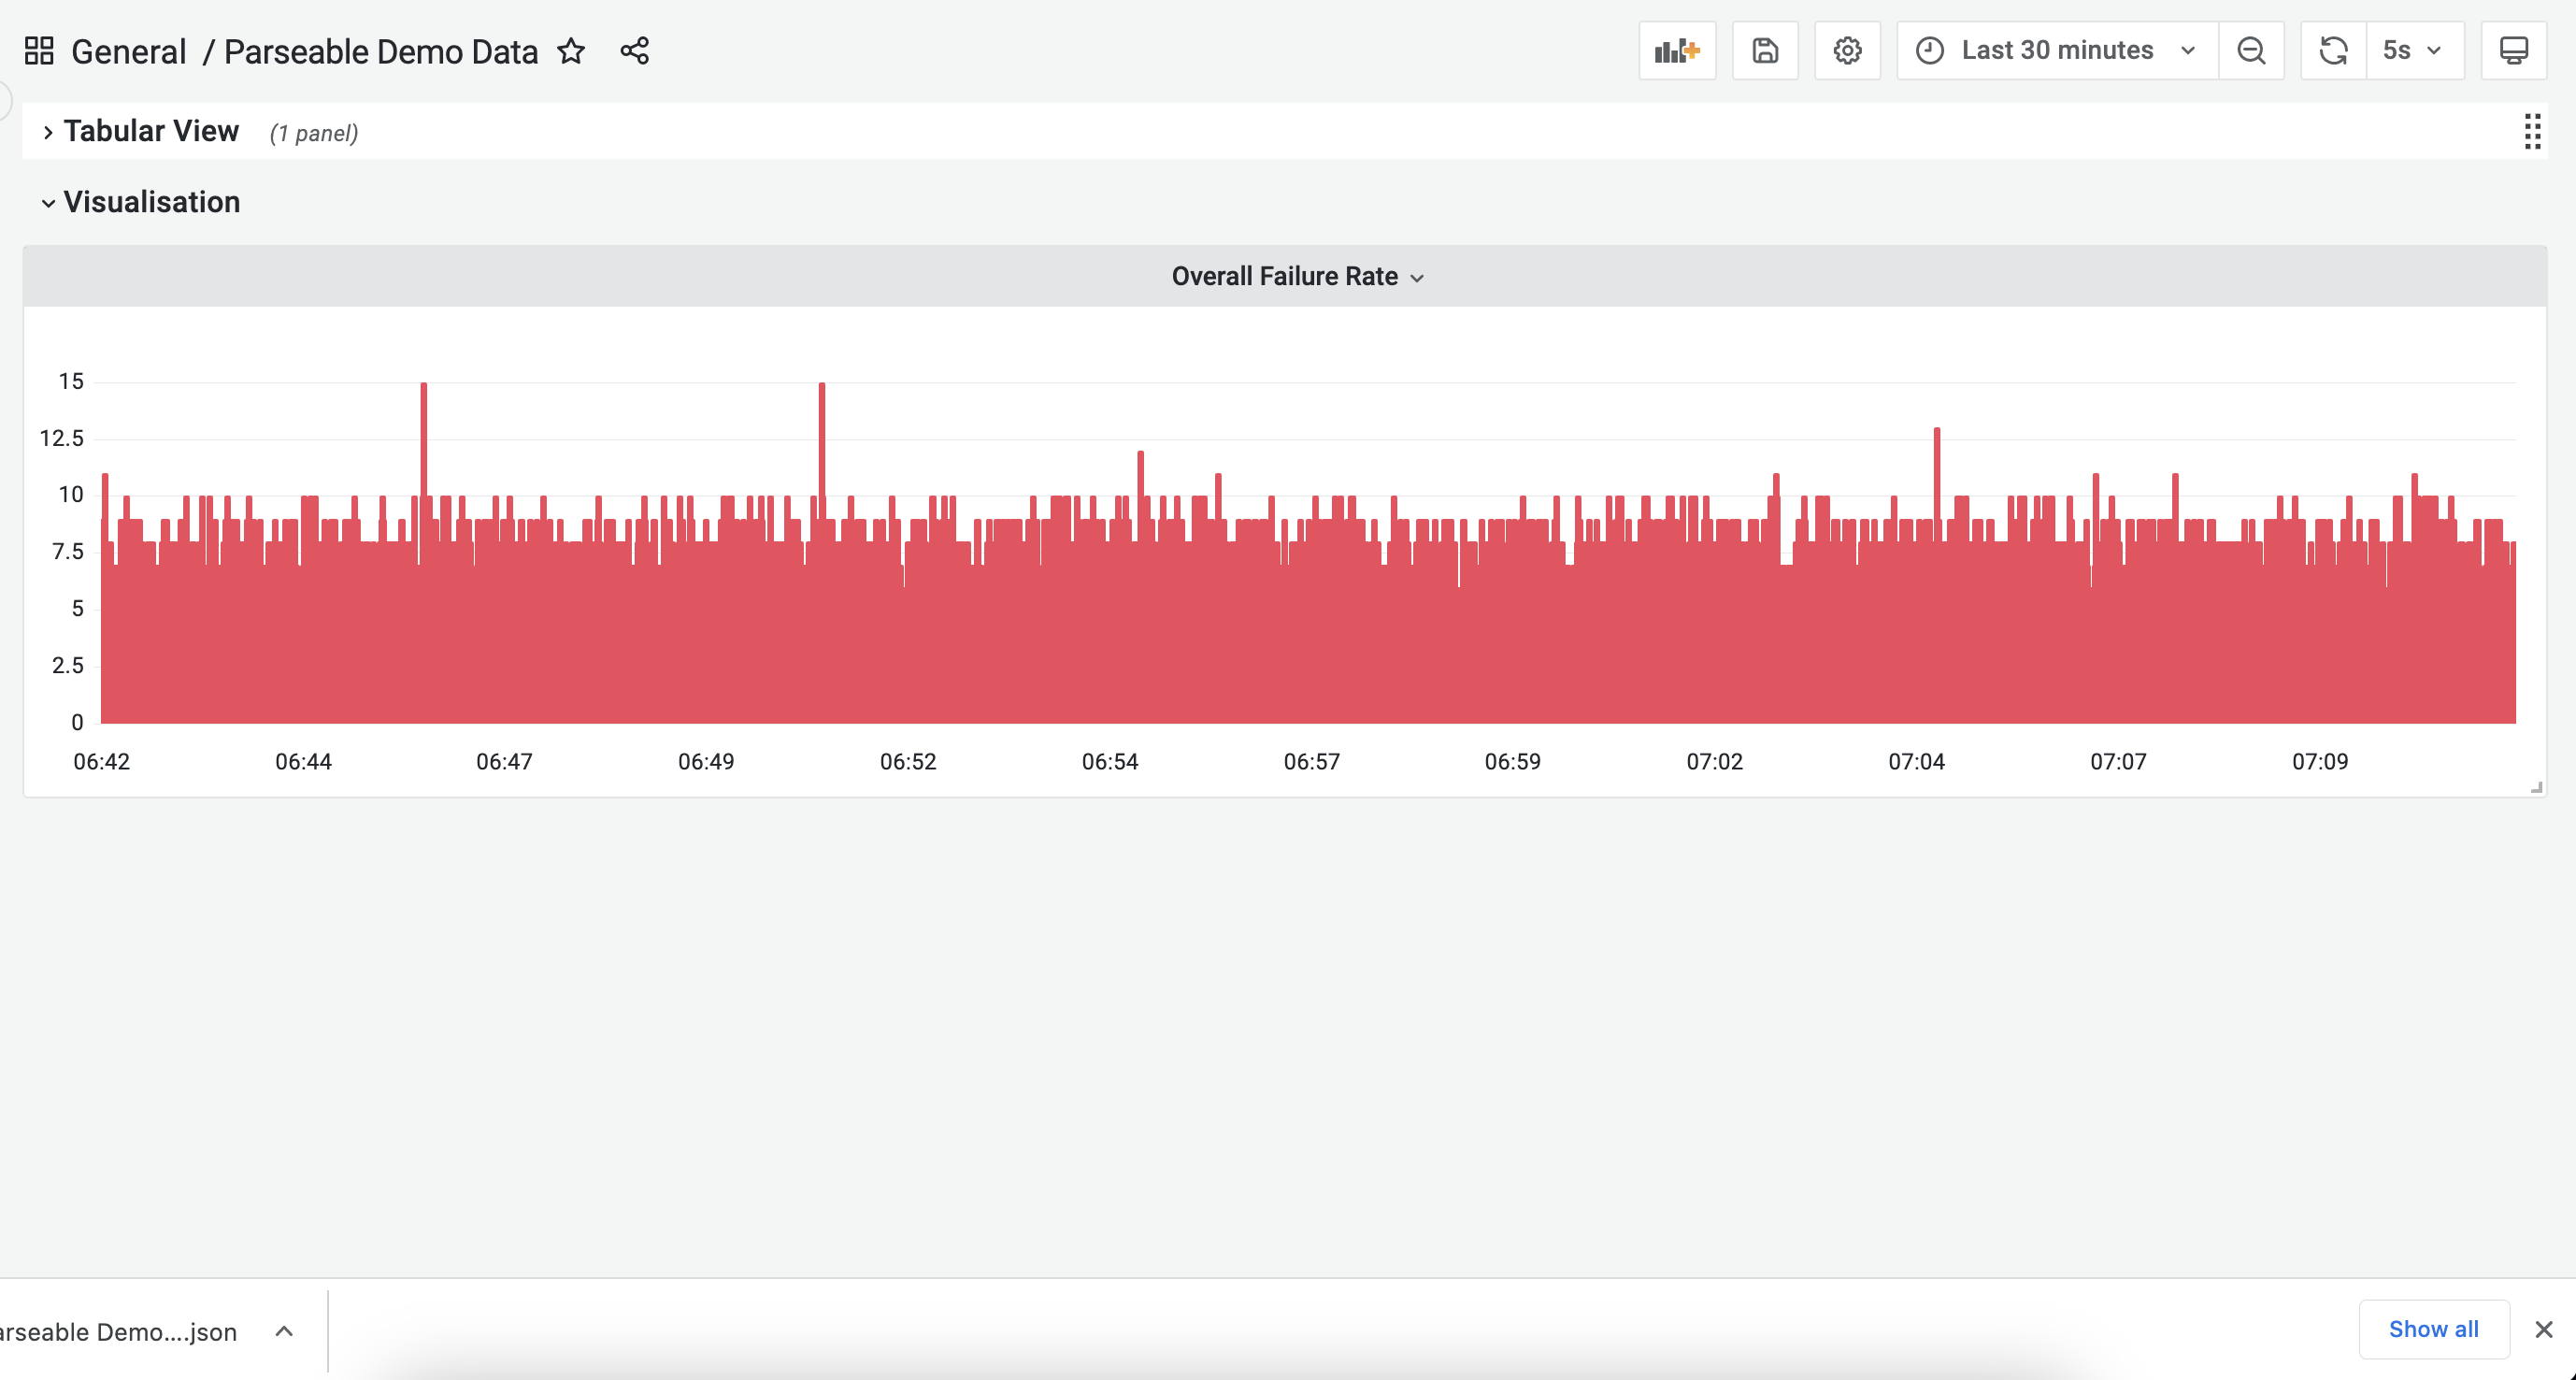 General / Parseable Demo Data
Last 30 minutes
5s
Tabular View (1 panel)
Visualisation
Overall Failure Rate
15
12.5
10
7.5
5
2.5
0
06:42 06:44 06:47 06:49 06:52 06:54 06:57 06:59 07:02 07:04 07:07 07:09
arseable Demo....json
Show all